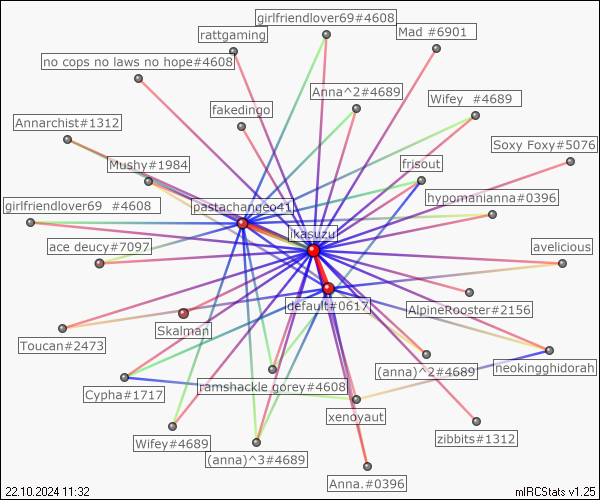 girlfriendlover69#4608
Mad #6901
rattgaming
no cops no laws no hope#4608
Anna^2#4689
Wifey  #4689
fakedingo
Annarchist#1312
Soxy Foxy#5076
Mushy#1984
frisout
hypomanianna#0396
pastachangeo41
girlfriendlover69  #4608
ikasuzu
ace deucy#7097
avelicious
default#0617
AlpineRooster#2156
Skalman
Toucan#2473
(anna)^2#4689
neokingghidorah
Cypha#1717
ramshackle gorey#4608
xenoyaut
Wifey#4689
zibbits#1312
(anna)^3#4689
Anna.#0396
22.10.2024 11:32
mIRCStats v1.25